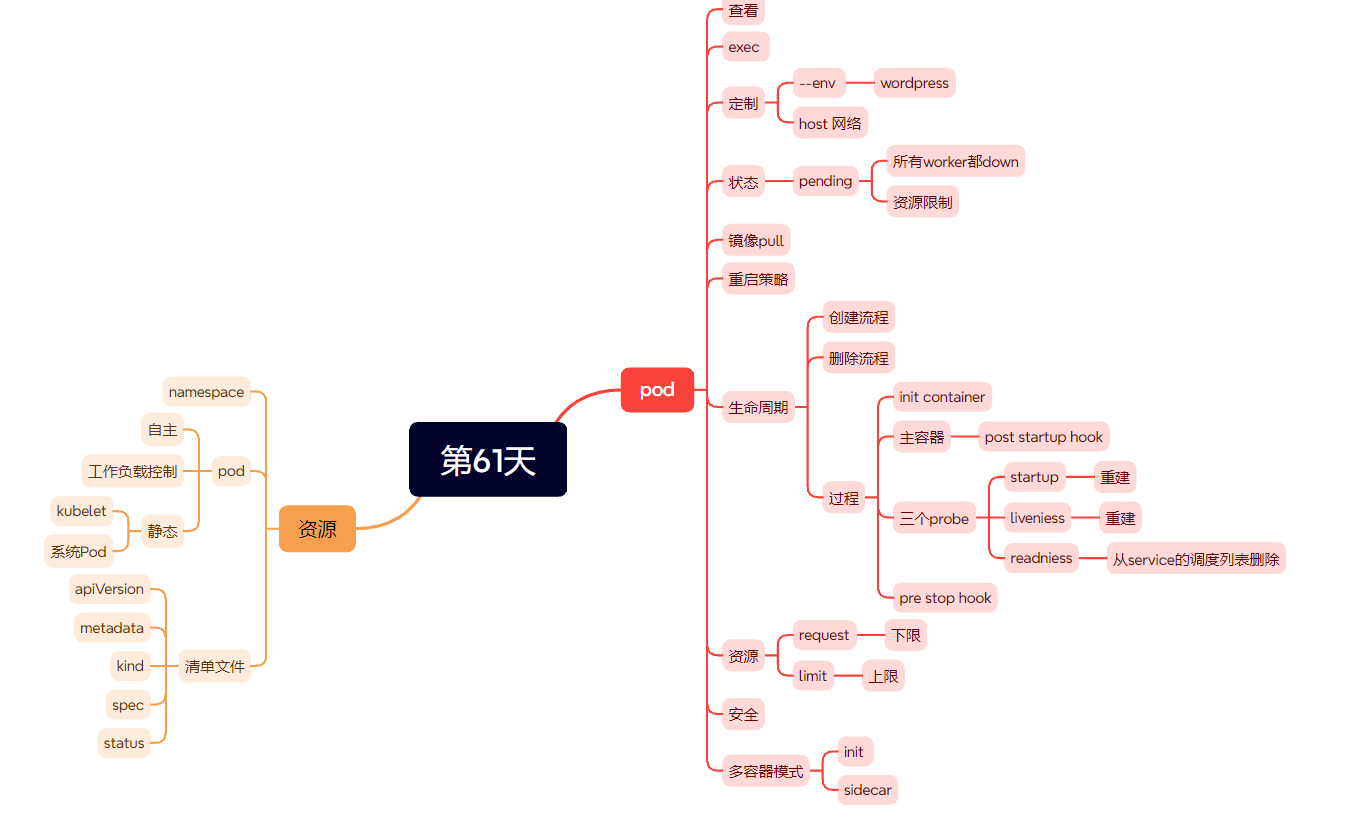 第61天
pod
查看
exec
定制
--env
wordpress
host 网络
状态
pending
所有worker都down
资源限制
镜像pull
重启策略
生命周期
创建流程
删除流程
过程
init container
主容器
post startup hook
三个probe
startup
重建
liveniess
重建
readniess
从service的调度列表删除
pre stop hook
资源
request
下限
limit
上限
安全
多容器模式
init
sidecar
资源
namespace
pod
自主
工作负载控制
静态
kubelet
系统Pod
清单文件
apiVersion
metadata
kind
spec
status